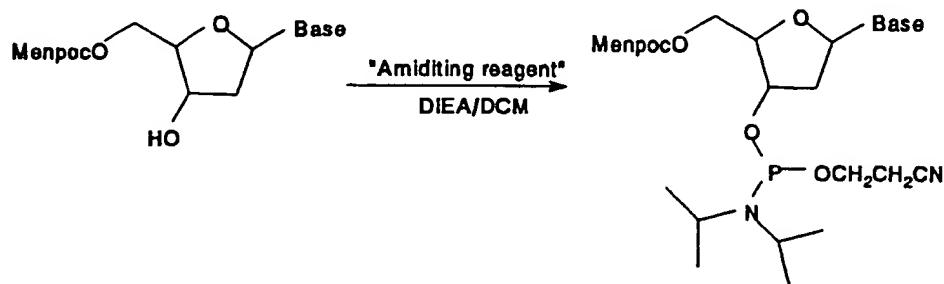 O
Base
MenpocO
HO
"Amiditing reagent"
DIEA/DCM
O
Base
MenpocO
O
P
OCH₂CH₂CN
N